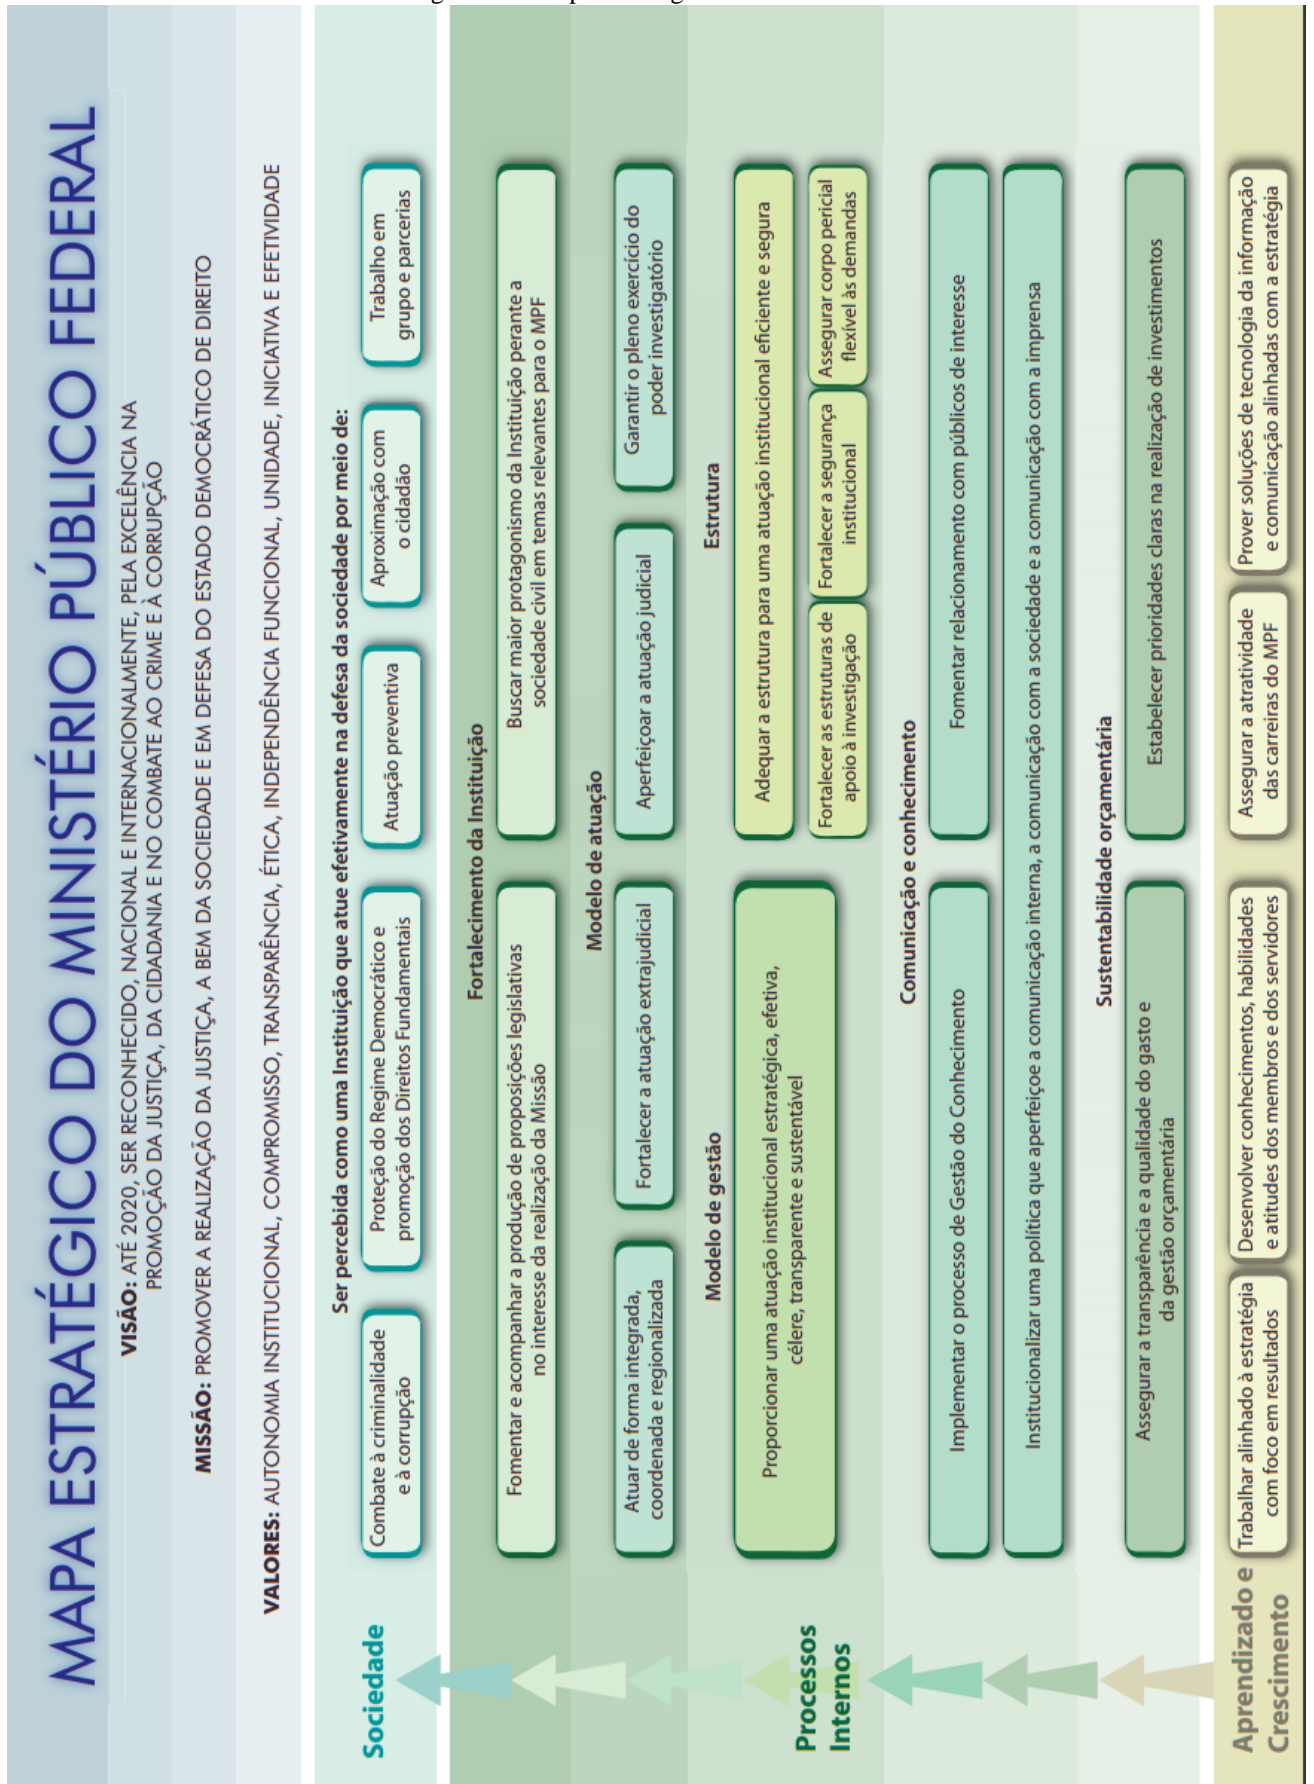 MAPA ESTRATÉGICO DO MINISTÉRIO PÚBLICO FEDERAL
VISÃO: ATÉ 2020, SER RECONHECIDO, NACIONAL E INTERNACIONALMENTE, PELA EXCELÊNCIA NA
PROMOÇÃO DA JUSTIÇA, DA CIDADANIA E NO COMBATE AO CRIME E À CORRUPÇÃO
MISSÃO: PROMOVER A REALIZAÇÃO DA JUSTIÇA, A BEM DA SOCIEDADE E EM DEFESA DO ESTADO DEMOCRÁTICO DE DIREITO
VALORES: AUTONOMIA INSTITUCIONAL, COMPROMISSO, TRANSPARÊNCIA, ÉTICA, INDEPENDÊNCIA FUNCIONAL, UNIDADE, INICIATIVA E EFETIVIDADE
Sociedade
Ser percebida como uma Instituição que atue efetivamente na defesa da sociedade por meio de:
Combate à criminalidade
e à corrupção
Proteção do Regime Democrático e
promoção dos Direitos Fundamentais
Atuação preventiva
Aproximação com
o cidadão
Trabalho em
grupo e parcerias
Processos
Internos
Fortalecimento da Instituição
Fomentar e acompanhar a produção de proposições legislativas
no interesse da realização da Missão
Buscar maior protagonismo da Instituição perante a
sociedade civil em temas relevantes para o MPF
Modelo de atuação
Atuar de forma integrada,
coordenada e regionalizada
Fortalecer a atuação extrajudicial
Aperfeiçoar a atuação judicial
Garantir o pleno exercício do
poder investigatório
Modelo de gestão
Proporcionar uma atuação institucional estratégica, efetiva,
célere, transparente e sustentável
Estrutura
Adequar a estrutura para uma atuação institucional eficiente e segura
Fortalecer as estruturas de
apoio à investigação
Fortalecer a segurança
institucional
Assegurar corpo pericial
flexível às demandas
Comunicação e conhecimento
Implementar o processo de Gestão do Conhecimento
Fomentar relacionamento com públicos de interesse
Institucionalizar uma política que aperfeiçoe a comunicação interna, a comunicação com a sociedade e a comunicação com a imprensa
Sustentabilidade orçamentária
Assegurar a transparência e a qualidade do gasto e
da gestão orçamentária
Estabelecer prioridades claras na realização de investimentos
Aprendizado e
Crescimento
Trabalhar alinhado à estratégia
com foco em resultados
Desenvolver conhecimentos, habilidades
e atitudes dos membros e dos servidores
Assegurar a atratividade
das carreiras do MPF
Prover soluções de tecnologia da informação
e comunicação alinhadas com a estratégia